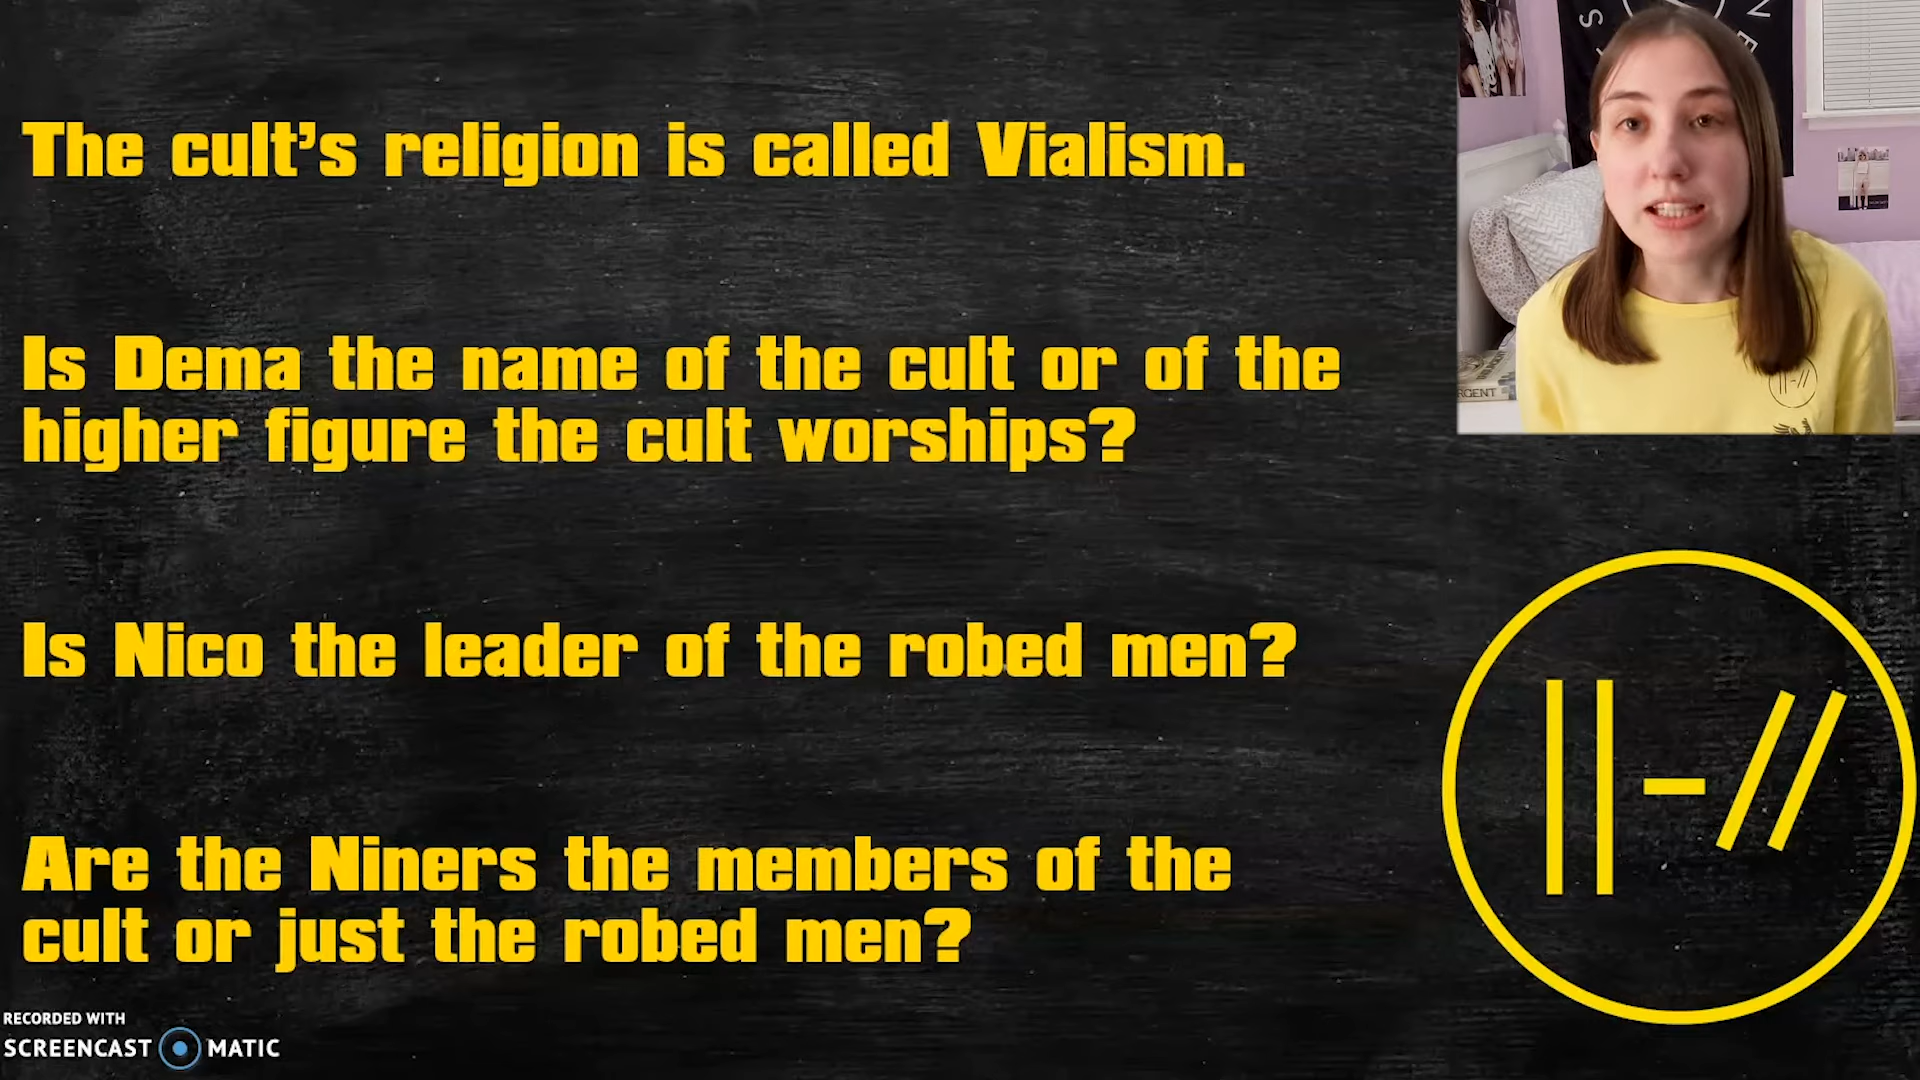 The cult's religion is called Vialism.
Is Dema the name of the cult or of the
higher figure the cult worships?
Is Nico the leader of the robed men?
Are the Niners the members of the
cult or just the robed men?
RECORDED WITH
SCREENCAST MATIC